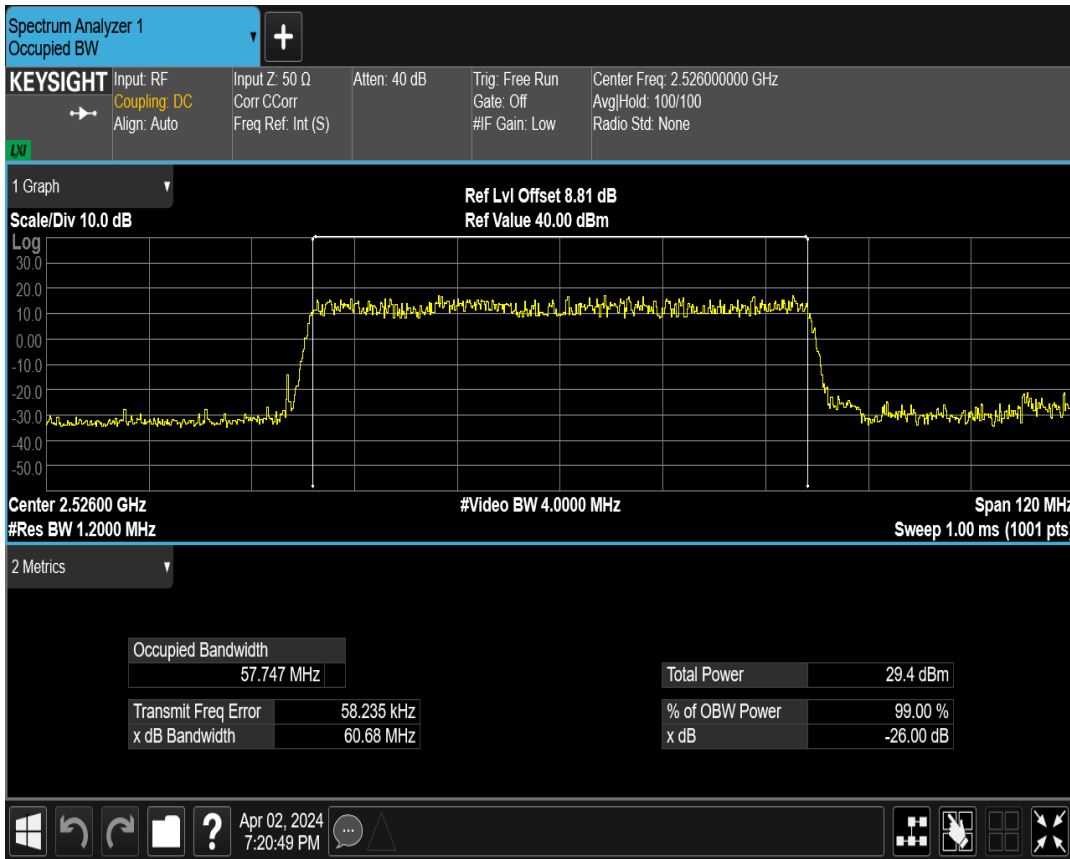 Spectrum Analyzer 1
Occupied BW
KEYSIGHT
LXI
Input: RF
Coupling: DC
Align: Auto
Input Z: 50 Ω
Corr CCorr
Freq Ref: Int (S)
Atten: 40 dB
Trig: Free Run
Gate: Off
#IF Gain: Low
Center Freq: 2.526000000 GHz
Avg|Hold: 100/100
Radio Std: None
1 Graph
Scale/Div 10.0 dB
Ref Lvl Offset 8.81 dB
Ref Value 40.00 dBm
Log
30.0
20.0
10.0
0.00
-10.0
-20.0
-30.0
-40.0
-50.0
Center 2.52600 GHz
#Video BW 4.0000 MHz
Span 120 MHz
#Res BW 1.2000 MHz
Sweep 1.00 ms (1001 pts)
2 Metrics
Occupied Bandwidth
57.747 MHz
Total Power 29.4 dBm
Transmit Freq Error 58.235 kHz
% of OBW Power 99.00 %
x dB Bandwidth 60.68 MHz
x dB -26.00 dB
Apr 02, 2024
7:20:49 PM